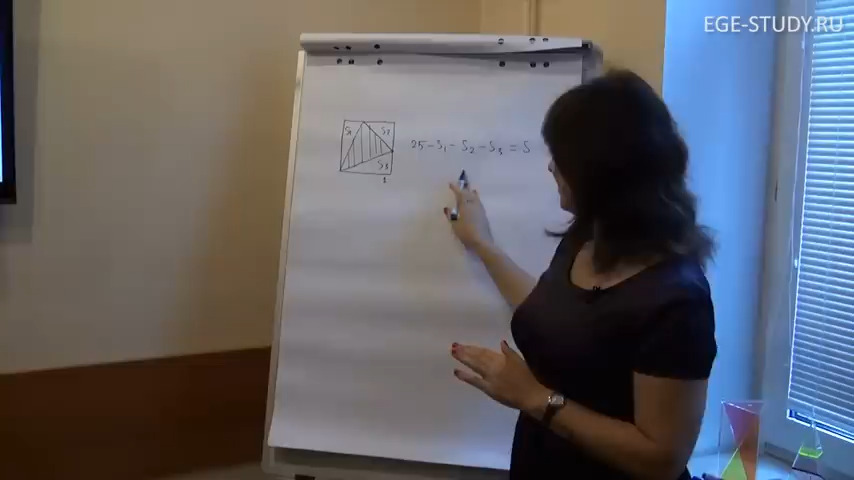 EGE-STUDY.RU
S₁ S₂
25 - S₁ - S₂ - S₃ = S
S₃